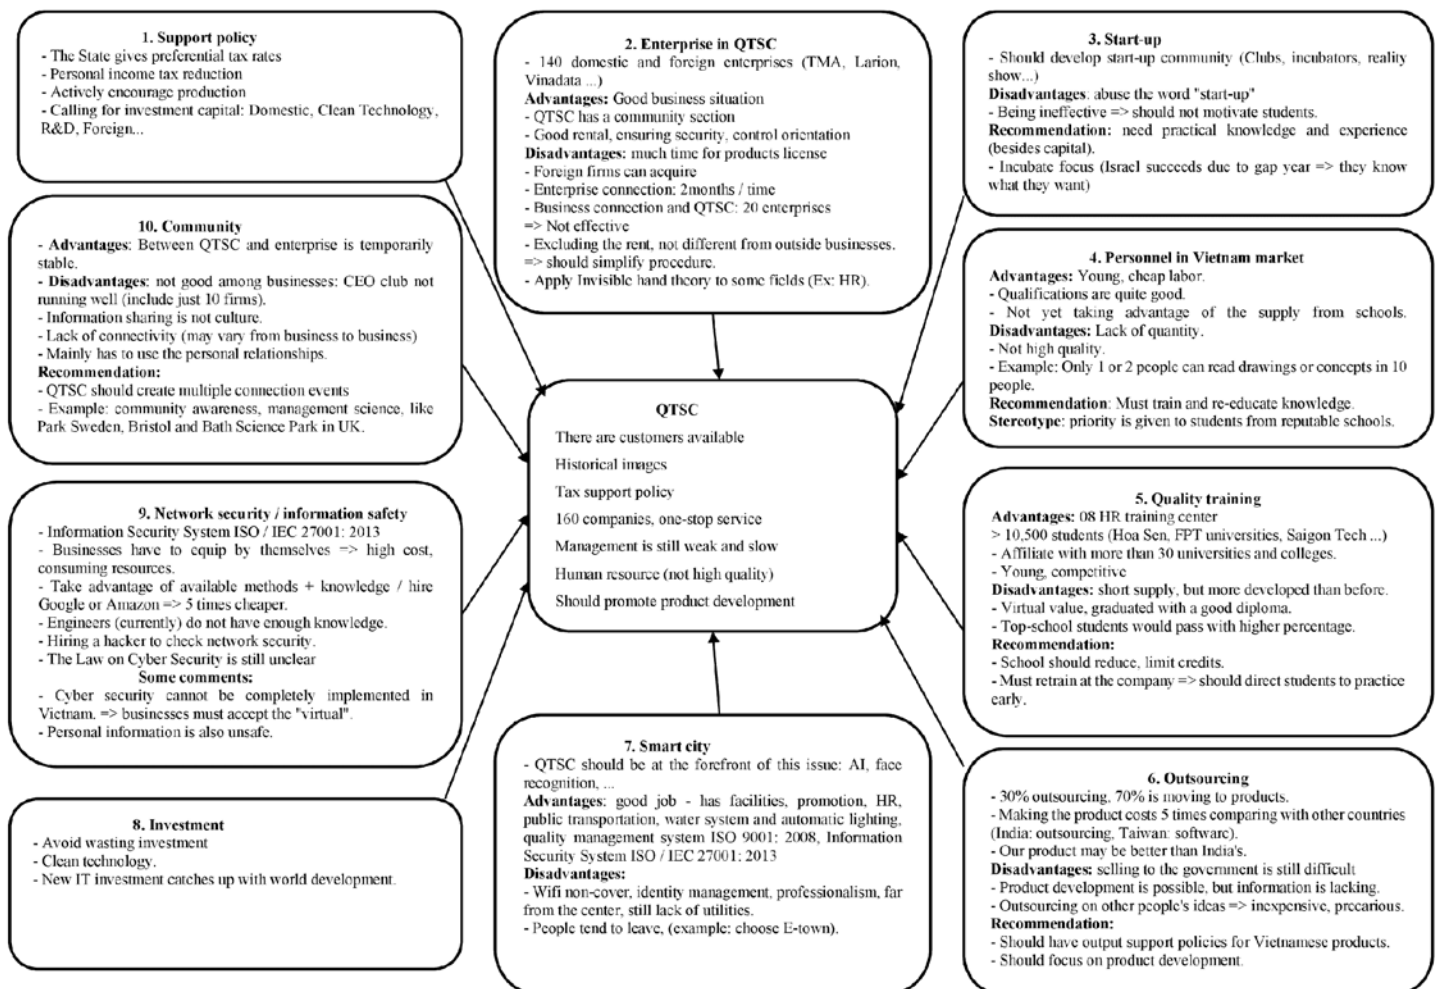 1. Support policy
- The State gives preferential tax rates
- Personal income tax reduction
- Actively encourage production
- Calling for investment capital: Domestic, Clean Technology,
R&D, Foreign...
2. Enterprise in QTSC
- 140 domestic and foreign enterprises (TMA, Larion,
Vinadata ...)
Advantages: Good business situation
- QTSC has a community section
- Good rental, ensuring security, control orientation
Disadvantages: much time for products license
- Foreign firms can acquire
- Enterprise connection: 2months / time
- Business connection and QTSC: 20 enterprises
=> Not effective
- Excluding the rent, not different from outside businesses.
=> should simplify procedure.
- Apply Invisible hand theory to some fields (Ex: HR).
3. Start-up
- Should develop start-up community (Clubs, incubators, reality
show...)
Disadvantages: abuse the word "start-up"
- Being ineffective => should not motivate students.
Recommendation: need practical knowledge and experience
(besides capital).
- Incubate focus (Israel succeeds due to gap year => they know
what they want)
10. Community
- Advantages: Between QTSC and enterprise is temporarily
stable.
- Disadvantages: not good among businesses: CEO club not
running well (include just 10 firms).
- Information sharing is not culture.
- Lack of connectivity (may vary from business to business)
- Mainly has to use the personal relationships.
Recommendation:
- QTSC should create multiple connection events
- Example: community awareness, management science, like
Park Sweden, Bristol and Bath Science Park in UK.
4. Personnel in Vietnam market
Advantages: Young, cheap labor.
- Qualifications are quite good.
- Not yet taking advantage of the supply from schools.
Disadvantages: Lack of quantity.
- Not high quality.
- Example: Only 1 or 2 people can read drawings or concepts in 10
people.
Recommendation: Must train and re-educate knowledge.
Stereotype: priority is given to students from reputable schools.
QTSC
There are customers available
Historical images
Tax support policy
160 companies, one-stop service
Management is still weak and slow
Human resource (not high quality)
Should promote product development
9. Network security / information safety
- Information Security System ISO / IEC 27001: 2013
- Businesses have to equip by themselves => high cost,
consuming resources.
- Take advantage of available methods + knowledge / hire
Google or Amazon => 5 times cheaper.
- Engineers (currently) do not have enough knowledge.
- Hiring a hacker to check network security.
- The Law on Cyber Security is still unclear
Some comments:
- Cyber security cannot be completely implemented in
Vietnam. => businesses must accept the "virtual".
- Personal information is also unsafe.
5. Quality training
Advantages: 08 HR training center
> 10,500 students (Hoa Sen, FPT universities, Saigon Tech ...)
- Affiliate with more than 30 universities and colleges.
- Young, competitive
Disadvantages: short supply, but more developed than before.
- Virtual value, graduated with a good diploma.
- Top-school students would pass with higher percentage.
Recommendation:
- School should reduce, limit credits.
- Must retrain at the company => should direct students to practice
early.
8. Investment
- Avoid wasting investment
- Clean technology.
- New IT investment catches up with world development.
7. Smart city
- QTSC should be at the forefront of this issue: AI, face
recognition, ...
Advantages: good job - has facilities, promotion, HR,
public transportation, water system and automatic lighting,
quality management system ISO 9001: 2008, Information
Security System ISO / IEC 27001: 2013
Disadvantages:
- Wifi non-cover, identity management, professionalism, far
from the center, still lack of utilities.
- People tend to leave, (example: choose E-town).
6. Outsourcing
- 30% outsourcing, 70% is moving to products.
- Making the product costs 5 times comparing with other countries
(India: outsourcing, Taiwan: software).
- Our product may be better than India's.
Disadvantages: selling to the government is still difficult
- Product development is possible, but information is lacking.
- Outsourcing on other people's ideas => inexpensive, precarious.
Recommendation:
- Should have output support policies for Vietnamese products.
- Should focus on product development.